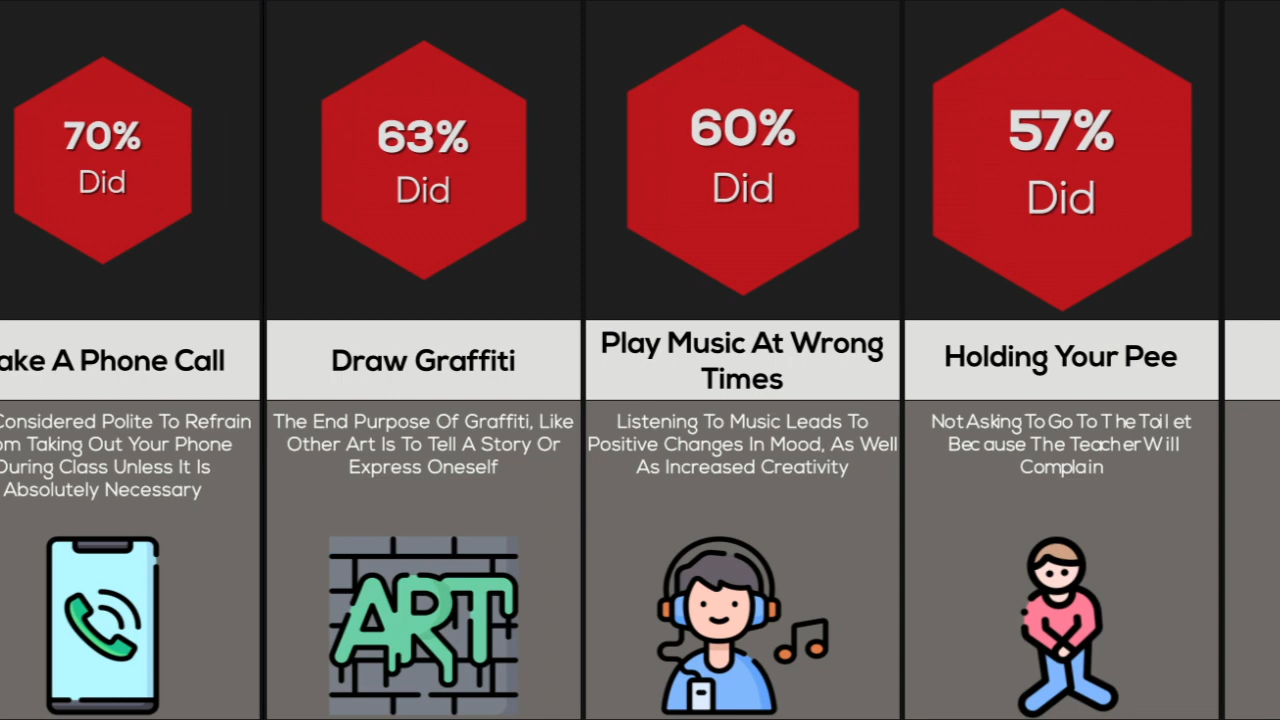 70%
Did
ake A Phone Call
Considered Polite To Refrain
om Taking Out Your Phone
During Class Unless It Is
Absolutely Necessary
63%
Did
Draw Graffiti
The End Purpose Of Graffiti, Like
Other Art Is To Tell A Story Or
Express Oneself
ART
60%
Did
Play Music At Wrong
Times
Listening To Music Leads To
Positive Changes In Mood, As Well
As Increased Creativity
57%
Did
Holding Your Pee
Not Asking To Go To The Toilet
Because The Teacher Will
Complain